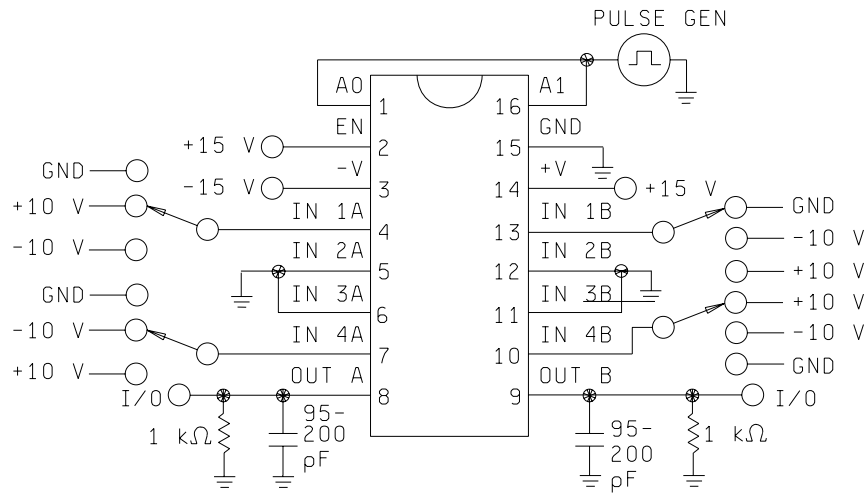 PULSE GEN
A0
A1
1
16
EN
GND
+15 V
2
15
-V
+V
GND
-15 V
3
14
+15 V
+10 V
IN 1A
IN 1B
GND
4
13
-10 V
IN 2A
IN 2B
-10 V
5
12
+10 V
GND
IN 3A
IN 3B
+10 V
6
11
-10 V
IN 4A
IN 4B
-10 V
7
10
GND
+10 V
OUT A
OUT B
I/O
8
9
I/O
1 kΩ
95-
200
pF
95-
200
pF
1 kΩ